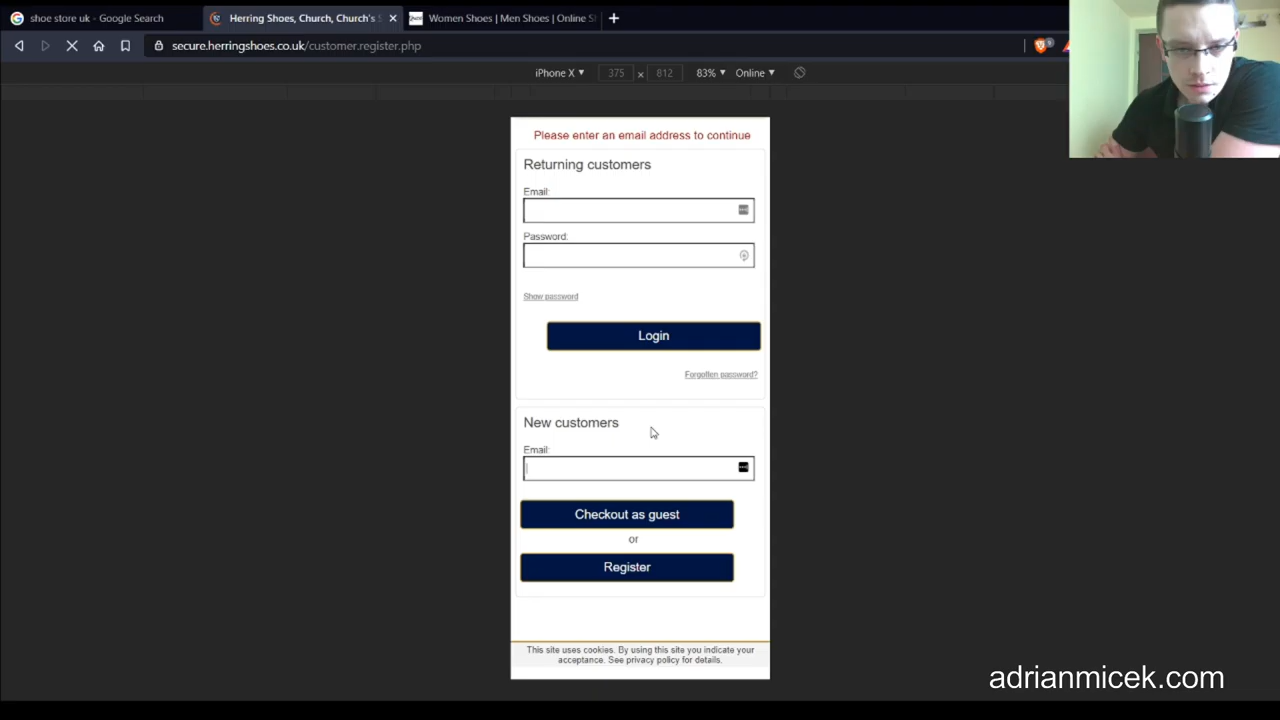 shoe store uk - Google Search
Herring Shoes, Church, Church's S
Women Shoes | Men Shoes | Online S
secure.herringshoes.co.uk/customer.register.php
iPhone X ▼ 375 x 812 83% ▼ Online ▼
Please enter an email address to continue
Returning customers
Email:
Password:
Show password
Login
Forgotten password?
New customers
Email:
Checkout as guest
or
Register
This site uses cookies. By using this site you indicate your
acceptance. See privacy policy for details.
adrianmicek.com